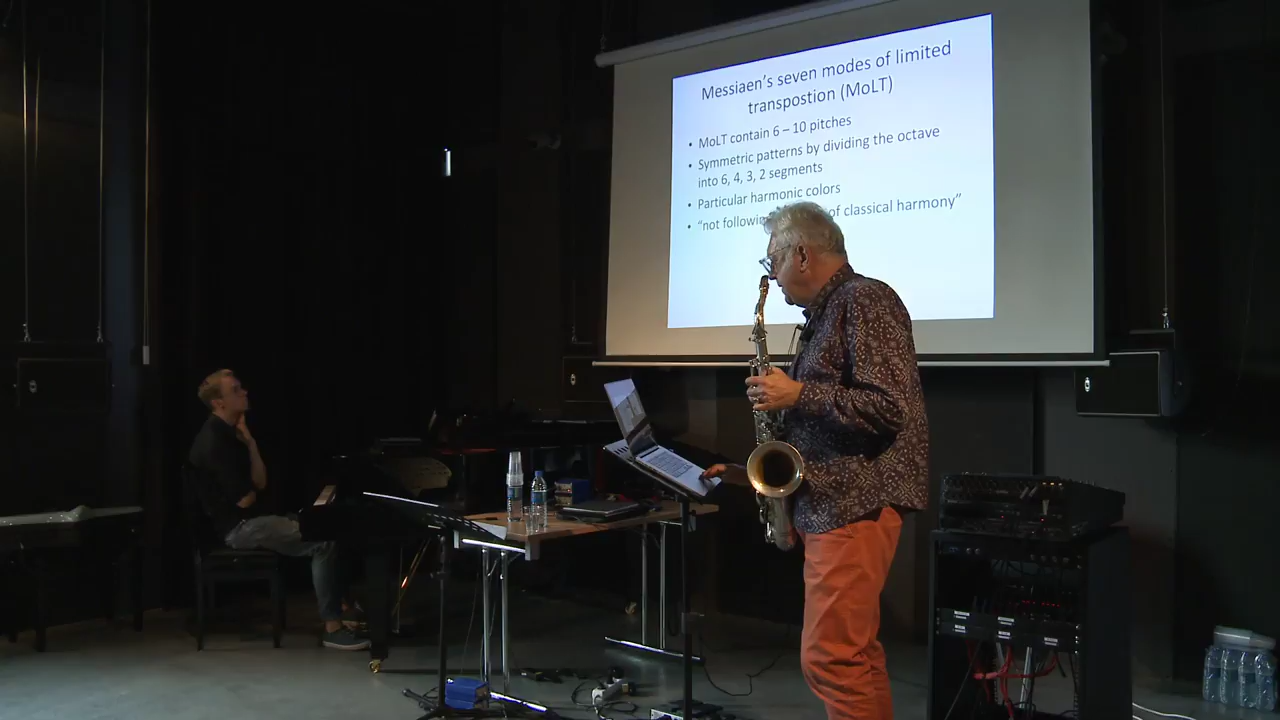 Messiaen's seven modes of limited
transpostion (MoLT)
• MoLT contain 6 – 10 pitches
• Symmetric patterns by dividing the octave
into 6, 4, 3, 2 segments
• Particular harmonic colors
• "not following of classical harmony"